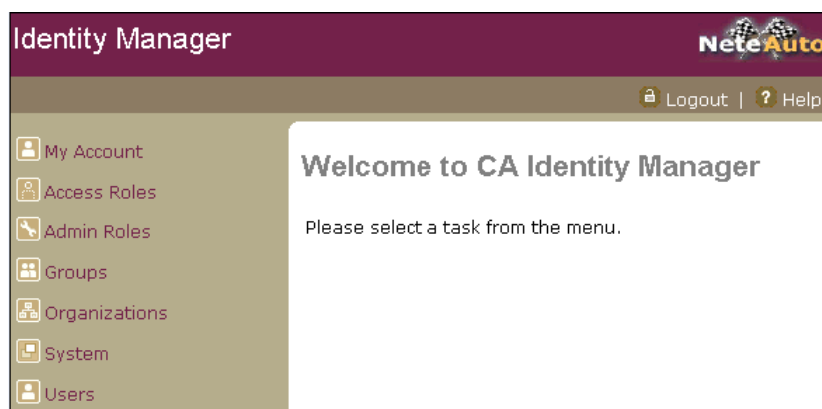 Identity Manager
NeteAuto
Logout | ? Help
My Account
Access Roles
Admin Roles
Groups
Organizations
System
Users
Welcome to CA Identity Manager
Please select a task from the menu.